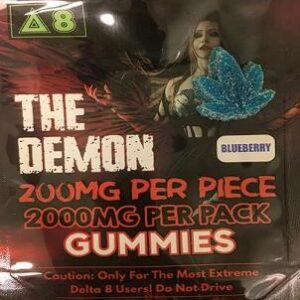 Δ8
THE
DEMON
BLUEBERRY
200MG PER PIECE
2000MG PER PACK
GUMMIES
Caution: Only For The Most Extreme
Delta 8 Users! Do Not Drive